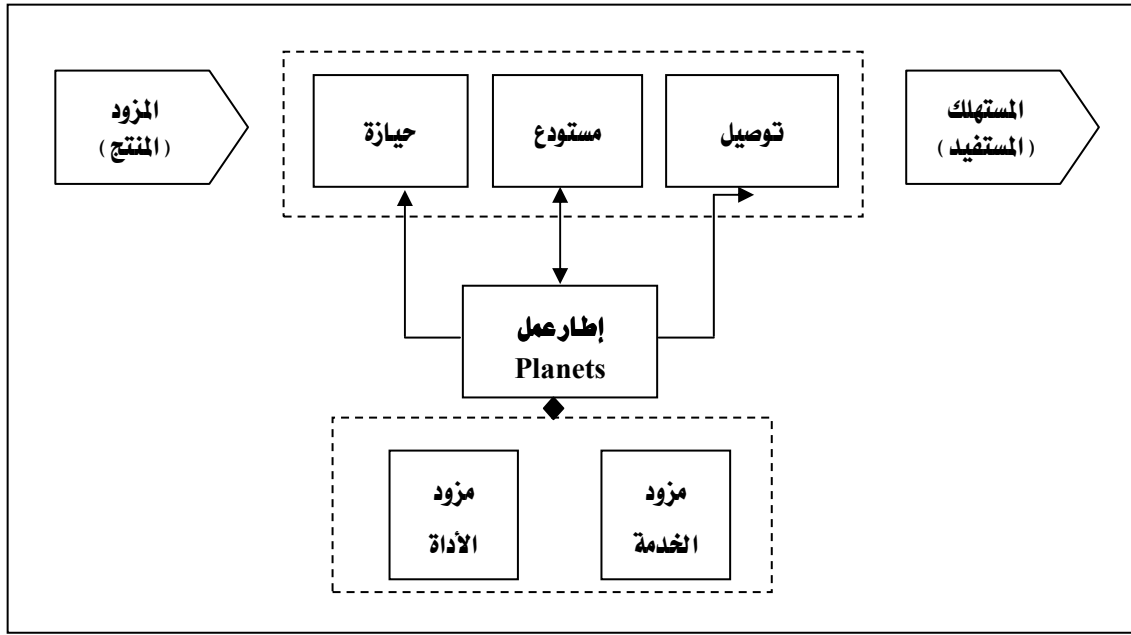 المزود
(المنتج)
حيازة
مستودع
توصيل
المستهلك
(المستفيد)
إطار عمل
Planets
مزود
الأداة
مزود
الخدمة